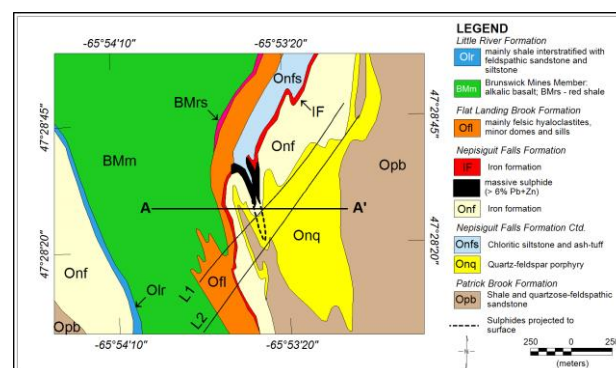 -65°54'10"
-65°53'20"
47°28'45"
47°28'45"
47°28'20"
47°28'20"
-65°54'10"
-65°53'20"
Onfs
BMrs
IF
BMm
Onf
Opb
A
A'
Onq
Onf
Ofl
Olr
L1
L2
Opb
LEGEND
Little River Formation
Olr
mainly shale interstratified with
feldspathic sandstone and
siltstone
BMm
Brunswick Mines Member:
alkalic basalt; BMrs - red shale
Flat Landing Brook Formation
Ofl
mainly felsic hyaloclastites,
minor domes and sills
Nepisiguit Falls Formation
IF
Iron formation
massive sulphide
(> 6% Pb+Zn)
Onf
Iron formation
Nepisiguit Falls Formation Ctd.
Onfs
Chloritic siltstone and ash-tuff
Onq
Quartz-feldspar porphyry
Patrick Brook Formation
Opb
Shale and quartzose-feldspathic
sandstone
Sulphides projected to
surface
N
250 0 250
(meters)